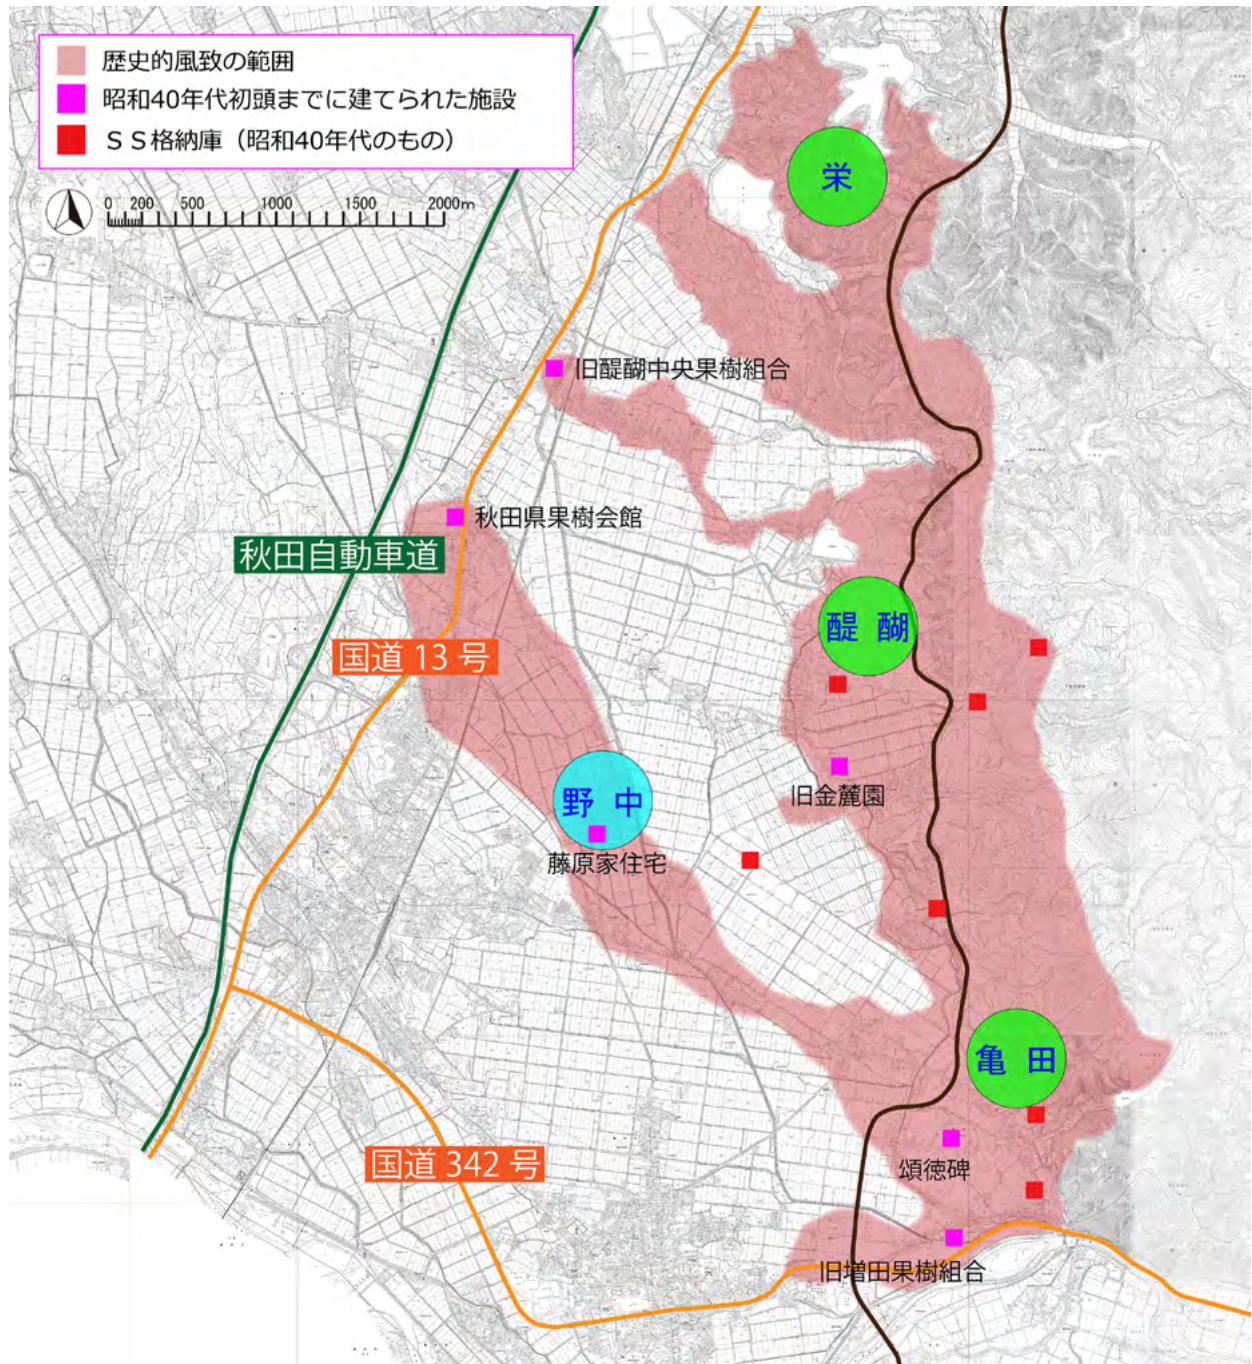 歴史的風致の範囲
昭和40年代初頭までに建てられた施設
ＳＳ格納庫（昭和40年代のもの）
0 200 500 1000 1500 2000m
栄
旧醍醐中央果樹組合
秋田県果樹会館
秋田自動車道
醍醐
国道 13 号
旧金麓園
野中
藤原家住宅
亀田
頌徳碑
国道 342 号
旧増田果樹組合